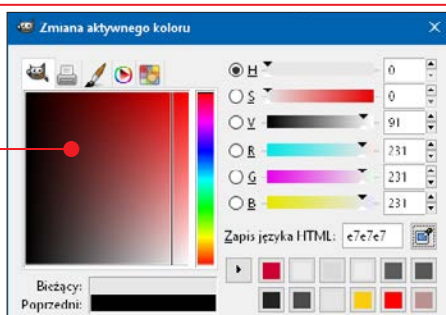 Zmiana aktywnego koloru
H 0
S 0
V 91
R 231
G 231
B 231
Zapis języka HTML: e7e7e7
Bieżący:
Poprzedni: